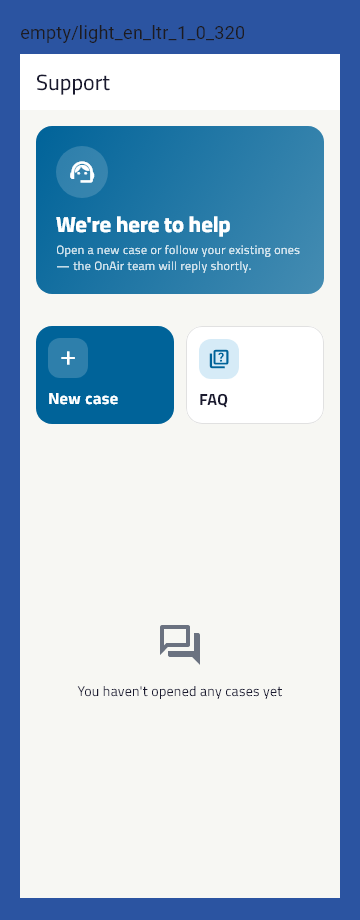 empty/light_en_ltr_1_0_320
Support
We're here to help
Open a new case or follow your existing ones
— the OnAir team will reply shortly.
New case
FAQ
You haven't opened any cases yet